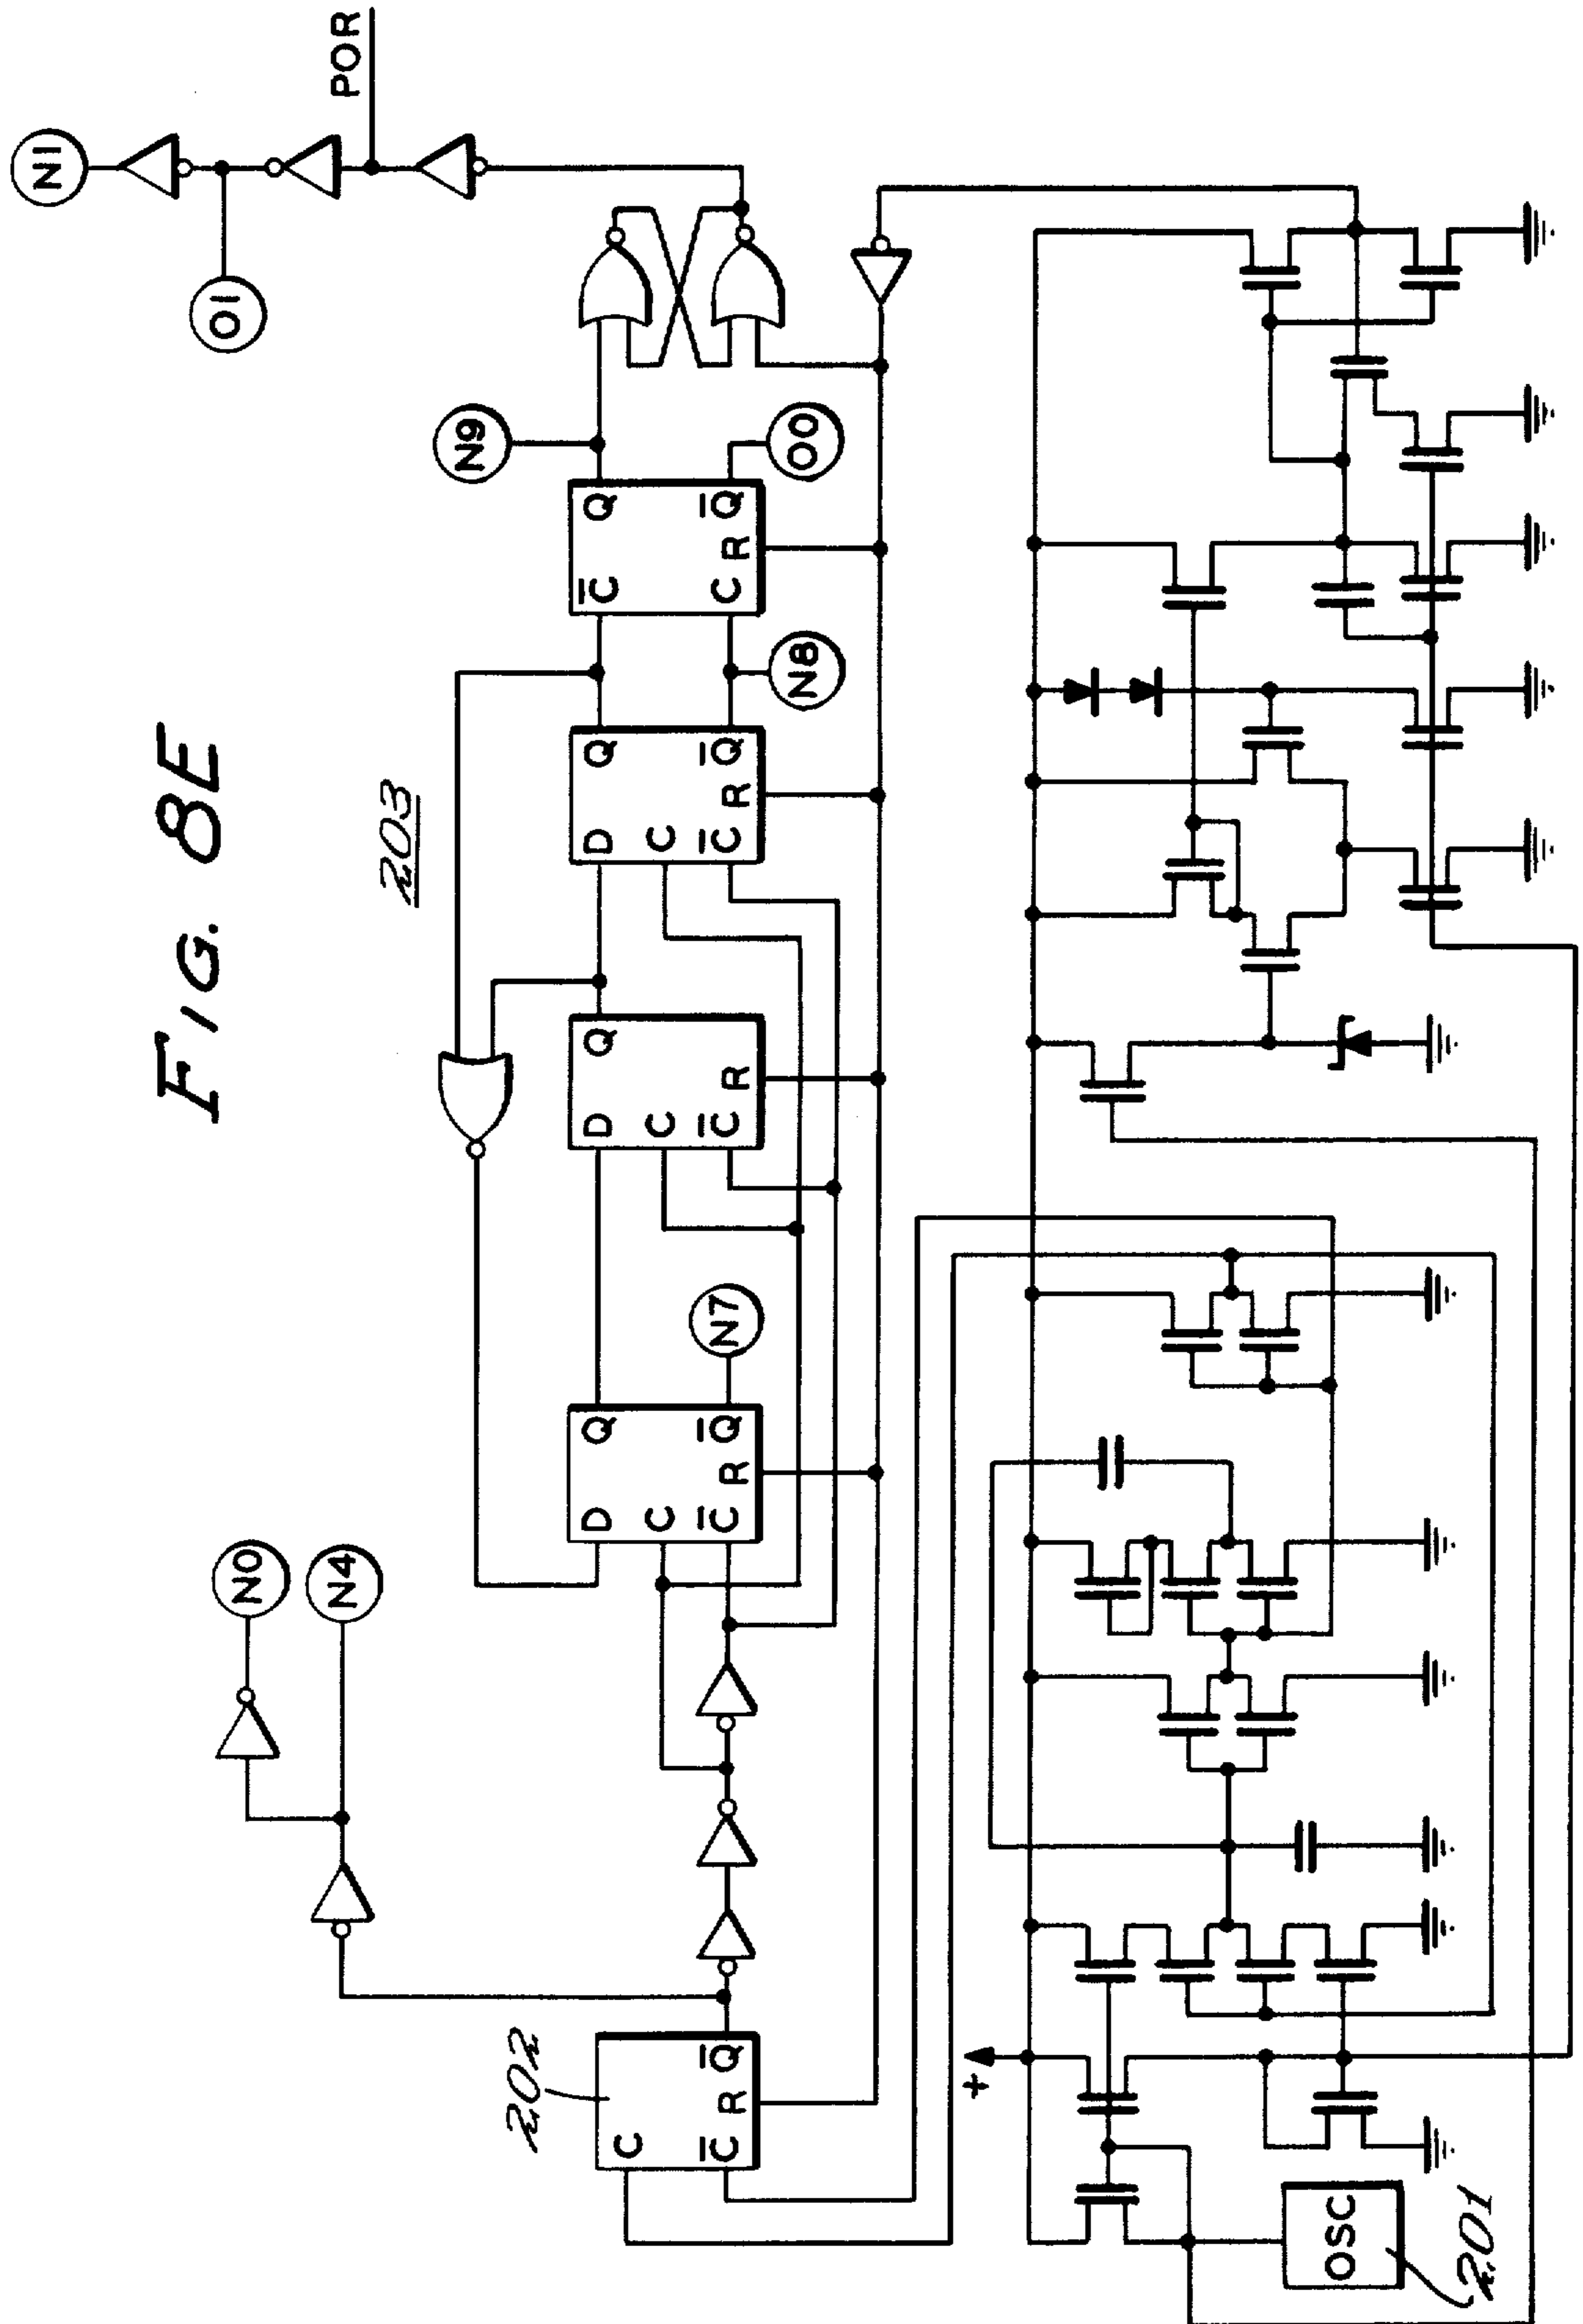 FIG. 8E
203
N1
O1
POR
N9
O0
N8
N7
N0
N4
202
C
C̅
R
Q̅
D
C
C̅
R
Q
Q̅
D
C
C̅
R
Q
D
C
C̅
R
Q
Q̅
C̅
C
R
Q
Q̅
+
OSC
201